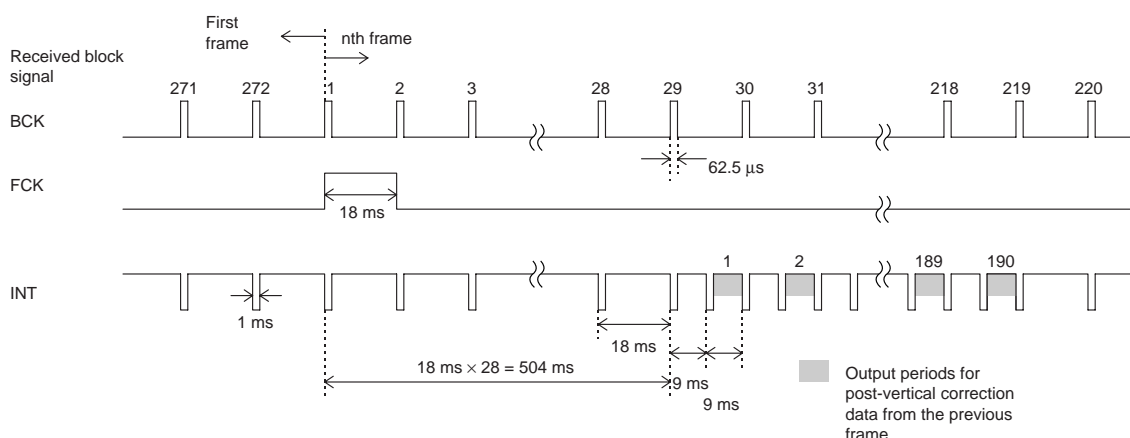 First
frame
nth frame
Received block
signal
271 272 1 2 3 28 29 30 31 218 219 220
BCK
62.5 μs
FCK
18 ms
1 2 189 190
INT
1 ms
18 ms
18 ms × 28 = 504 ms
9 ms
9 ms
Output periods for
post-vertical correction
data from the previous
frame